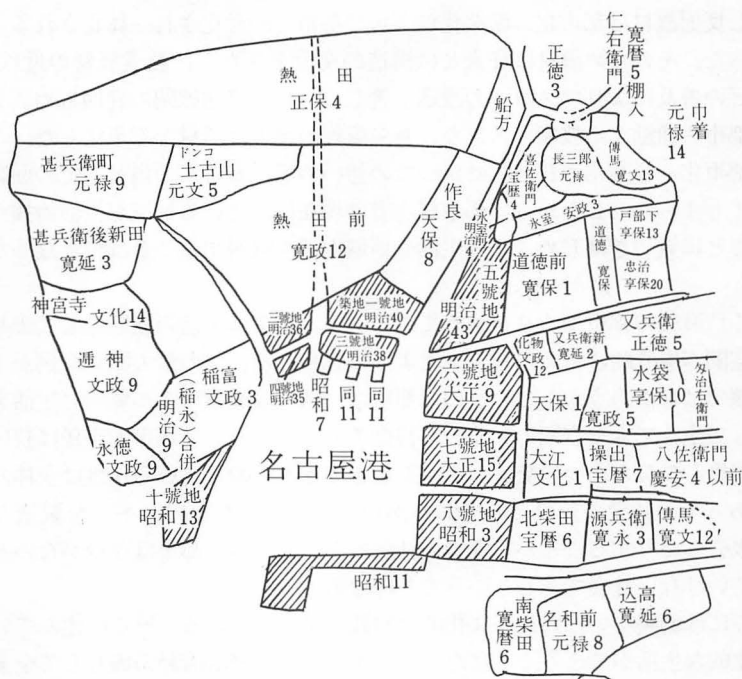 熱田
正保4
船方
正徳3
仁右衛門
寛暦5棚入
巾着
元禄
14
甚兵衛町
元禄9
ドンコ
土古山
元文5
作良
天保8
喜佐衛門
宝暦4
長三郎
元禄
傳馬
寛文13
熱田前
寛政12
氷室前
明治4
氷室 安政3
戸部下
享保13
甚兵衛後新田
寛延3
五號地
明治43
道徳前
寛保1
道徳
寛保
忠治
享保20
神宮寺
文化14
三號地
明治36
築地一號地
明治40
三號地
明治38
化物
文政
12
又兵衛新
寛延2
又兵衛
正徳5
逓神
文政9
稲富
文政3
(稲永)合併
明治9
四號地
明治35
昭和7
同11
同11
六號地
大正9
天保1
寛政5
水袋
享保10
多治右衛門
永徳
文政9
名古屋港
七號地
大正15
大江
文化1
操出
宝暦7
八佐衛門
慶安4以前
十號地
昭和13
八號地
昭和3
北柴田
宝暦6
源兵衛
寛永3
傳馬
寛文12
昭和11
南柴田
寛暦6
名和前
元禄8
込高
寛延6